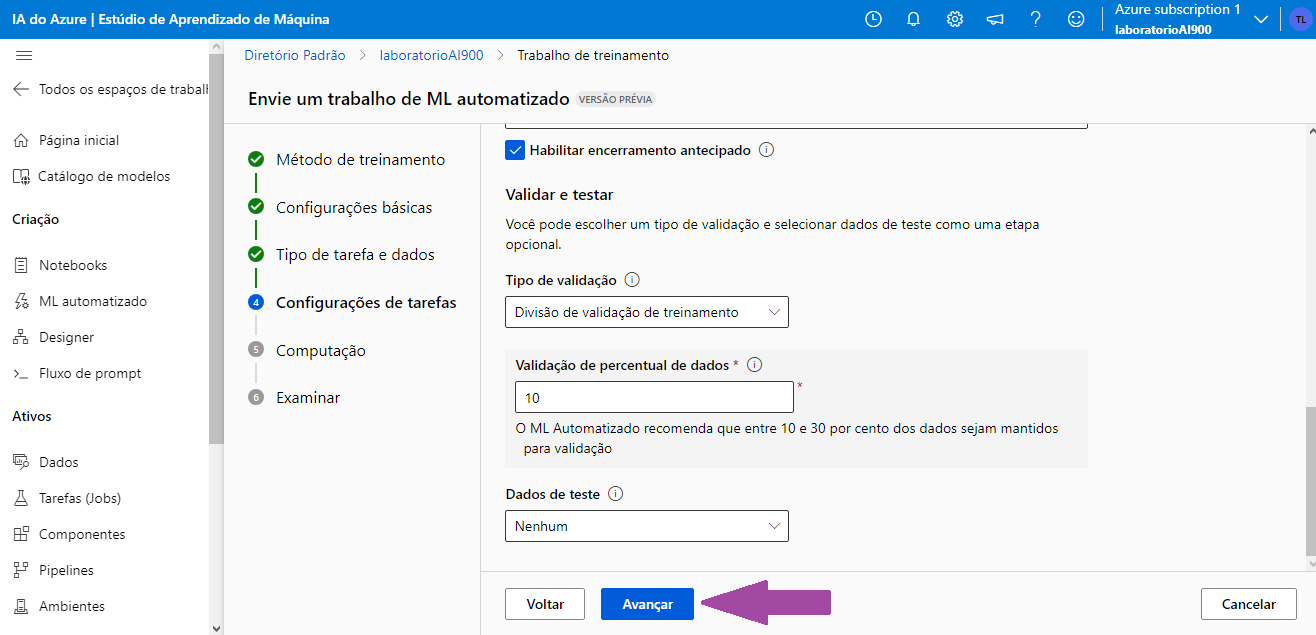 IA do Azure | Estúdio de Aprendizado de Máquina
Azure subscription 1
laboratorioAI900
TL
Todos os espaços de trabal
Página inicial
Catálogo de modelos
Criação
Notebooks
ML automatizado
Designer
Fluxo de prompt
Ativos
Dados
Tarefas (Jobs)
Componentes
Pipelines
Ambientes
Diretório Padrão > laboratorioAI900 > Trabalho de treinamento
Envie um trabalho de ML automatizado VERSÃO PRÉVIA
Método de treinamento
Configurações básicas
Tipo de tarefa e dados
4 Configurações de tarefas
5 Computação
6 Examinar
Habilitar encerramento antecipado
Validar e testar
Você pode escolher um tipo de validação e selecionar dados de teste como uma etapa
opcional.
Tipo de validação
Divisão de validação de treinamento
Validação de percentual de dados *
10 *
O ML Automatizado recomenda que entre 10 e 30 por cento dos dados sejam mantidos
para validação
Dados de teste
Nenhum
Voltar
Avançar
Cancelar